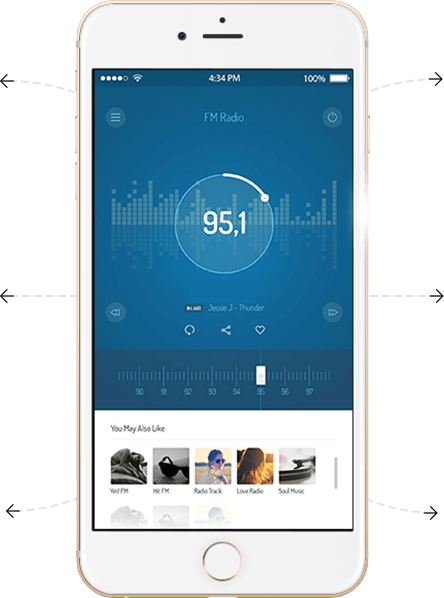 4:34 PM 100%
FM Radio
95,1
IN AIR Jessie J - Thunder
90 91 92 93 94 95 96 97
You May Also Like
Yes! FM Hit FM Radio Track Love Radio Soul Music